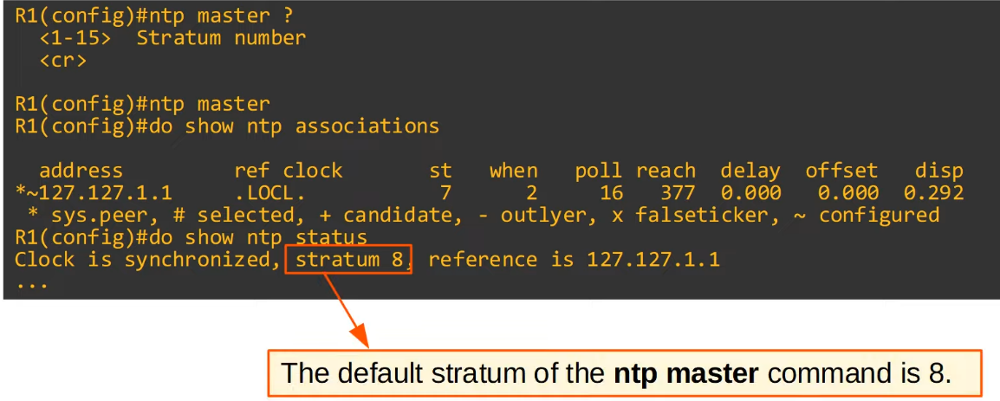 R1(config)#ntp master ?
  <1-15>  Stratum number
  <cr>
R1(config)#ntp master
R1(config)#do show ntp associations
  address         ref clock       st   when   poll reach  delay  offset   disp
*~127.127.1.1     .LOCL.           7      2     16   377  0.000   0.000  0.292
 * sys.peer, # selected, + candidate, - outlyer, x falseticker, ~ configured
R1(config)#do show ntp status
Clock is synchronized, stratum 8, reference is 127.127.1.1
...
The default stratum of the ntp master command is 8.